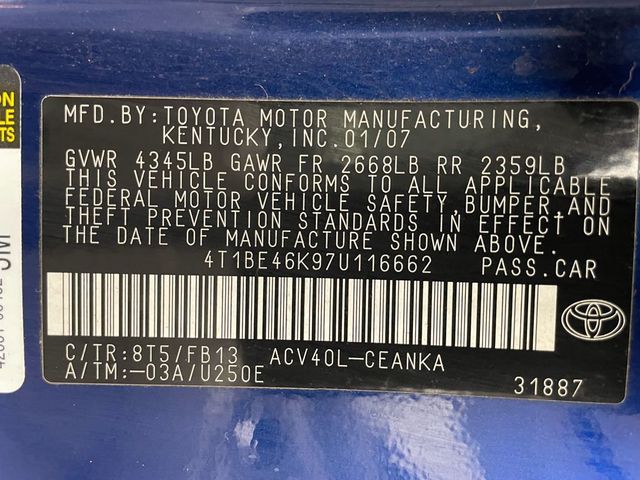 MFD.BY:TOYOTA MOTOR MANUFACTURING,
KENTUCKY,INC.01/07
GVWR 4345LB GAWR FR 2668LB RR 2359LB
THIS VEHICLE CONFORMS TO ALL APPLICABLE
FEDERAL MOTOR VEHICLE SAFETY,BUMPER,AND
THEFT PREVENTION STANDARDS IN EFFECT ON
THE DATE OF MANUFACTURE SHOWN ABOVE.
4T1BE46K97U116662 PASS.CAR
C/TR:8T5/FB13 ACV40L-CEANKA
A/TM:-03A/U250E
31887